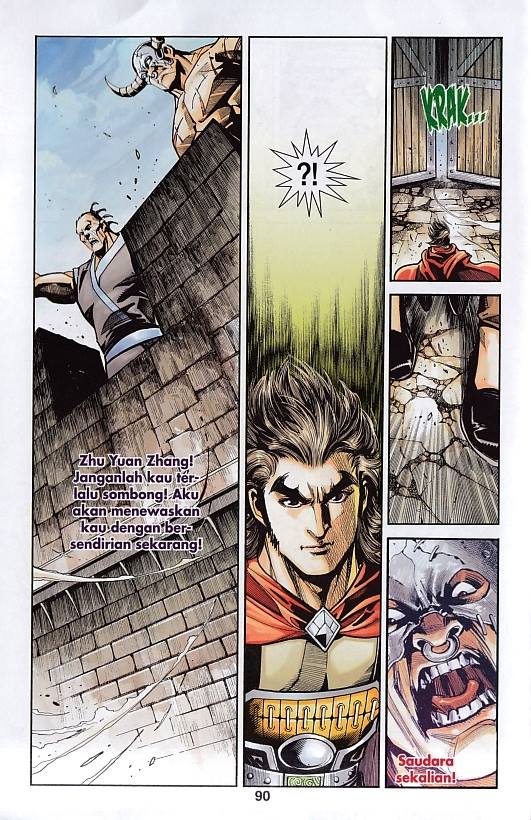 Zhu Yuan Zhang!
Janganlah kau ter-
lalu sombong! Aku
akan menewaskan
kau dengan ber-
sendirian sekarang!
?!
KRAK...
Saudara
sekalian!
90